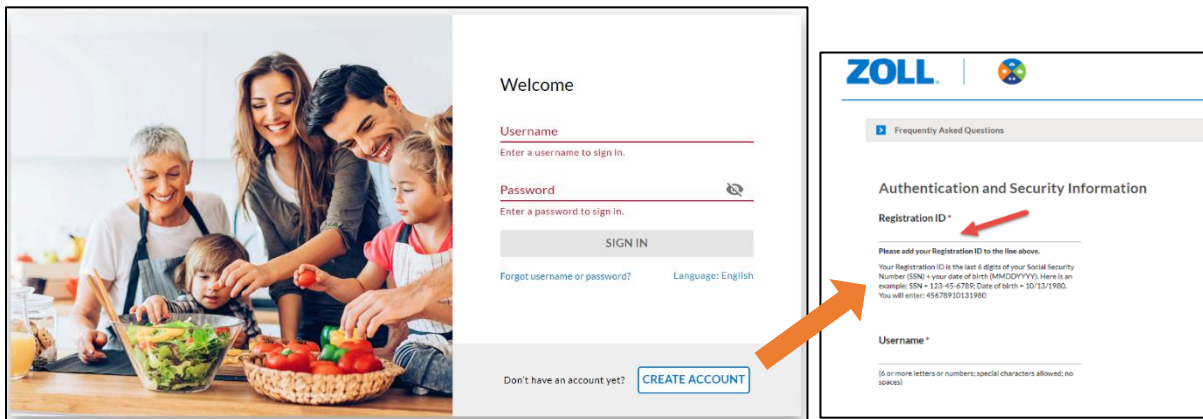 Welcome
Username
Enter a username to sign in.
Password
Enter a password to sign in.
SIGN IN
Forgot username or password?
Language: English
Don't have an account yet?
CREATE ACCOUNT
ZOLL.
Frequently Asked Questions
Authentication and Security Information
Registration ID *
Please add your Registration ID to the line above.
Your Registration ID is the last 6 digits of your Social Security
Number (SSN) + your date of birth (MMDDYYYY). Here is an
example: SSN = 123-45-6789; Date of birth = 10/13/1980.
You will enter: 45678910131980
Username *
(6 or more letters or numbers; special characters allowed; no
spaces)